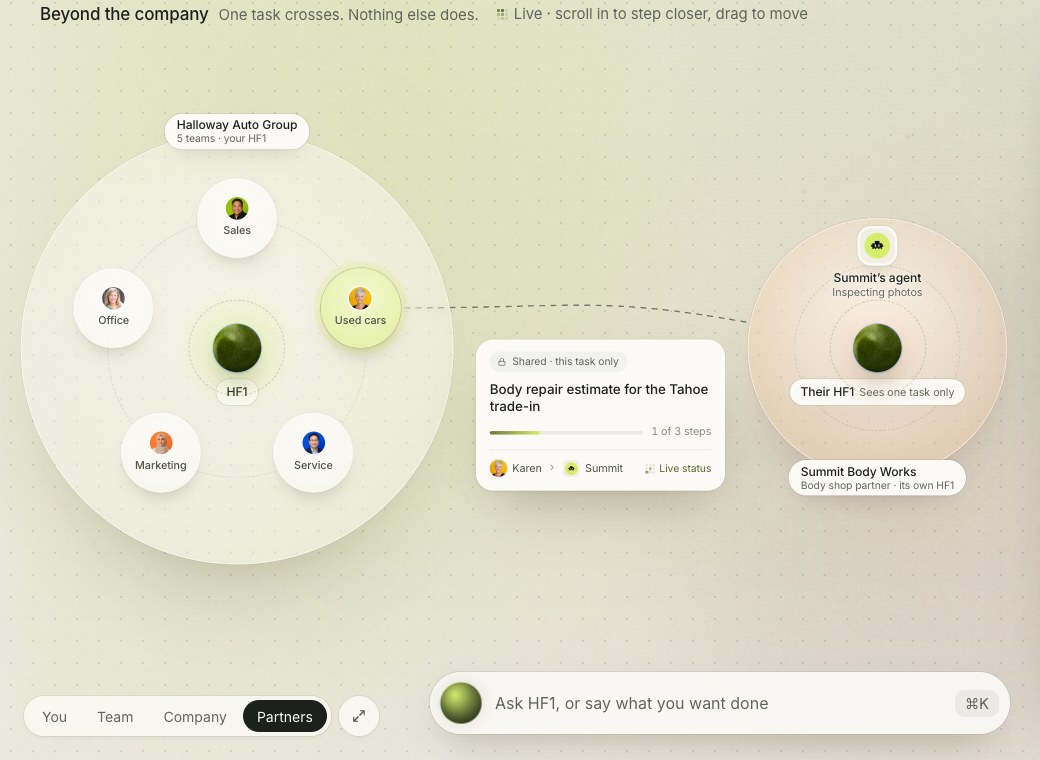 Beyond the company One task crosses. Nothing else does. Live · scroll in to step closer, drag to move
Halloway Auto Group
5 teams · your HF1
Sales
Office
Used cars
HF1
Marketing
Service
Shared · this task only
Body repair estimate for the Tahoe
trade-in
1 of 3 steps
Karen › Summit Live status
Summit’s agent
Inspecting photos
Their HF1 Sees one task only
Summit Body Works
Body shop partner · its own HF1
You Team Company Partners
Ask HF1, or say what you want done ⌘K